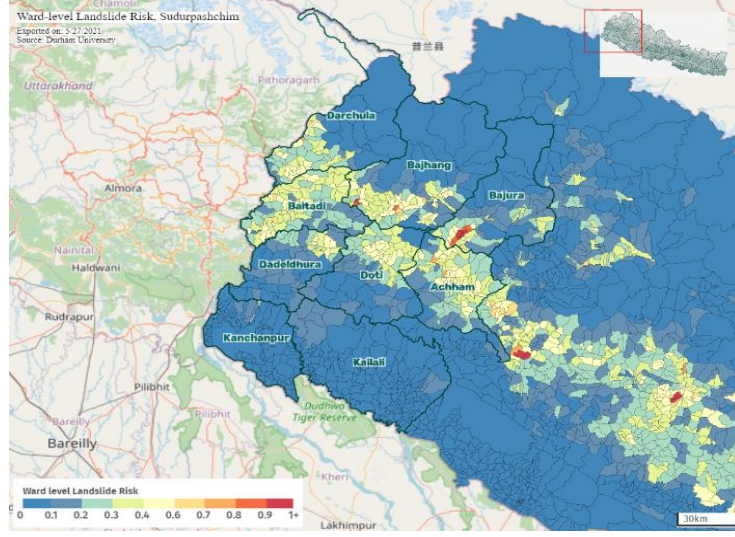 Chamoli
Ward-level Landslide Risk, Sudurpashchim
Exported on: 5/27/2021
Source: Durham University
普兰县
Pithoragarh
Uttarakhand
Darchula
Bajhang
Almora
Bajura
Baitadi
Nainital
Haldwani
Dadeldhura
Doti
Achham
Rudrapur
Kanchanpur
Kailali
Pilibhit
Dudhwa
Tiger Reserve
Pilibhit
Bareilly
Bareilly
Kheri
Ward level Landslide Risk
0 0.1 0.2 0.3 0.4 0.6 0.7 0.8 0.9 1+
Lakhimpur
30km